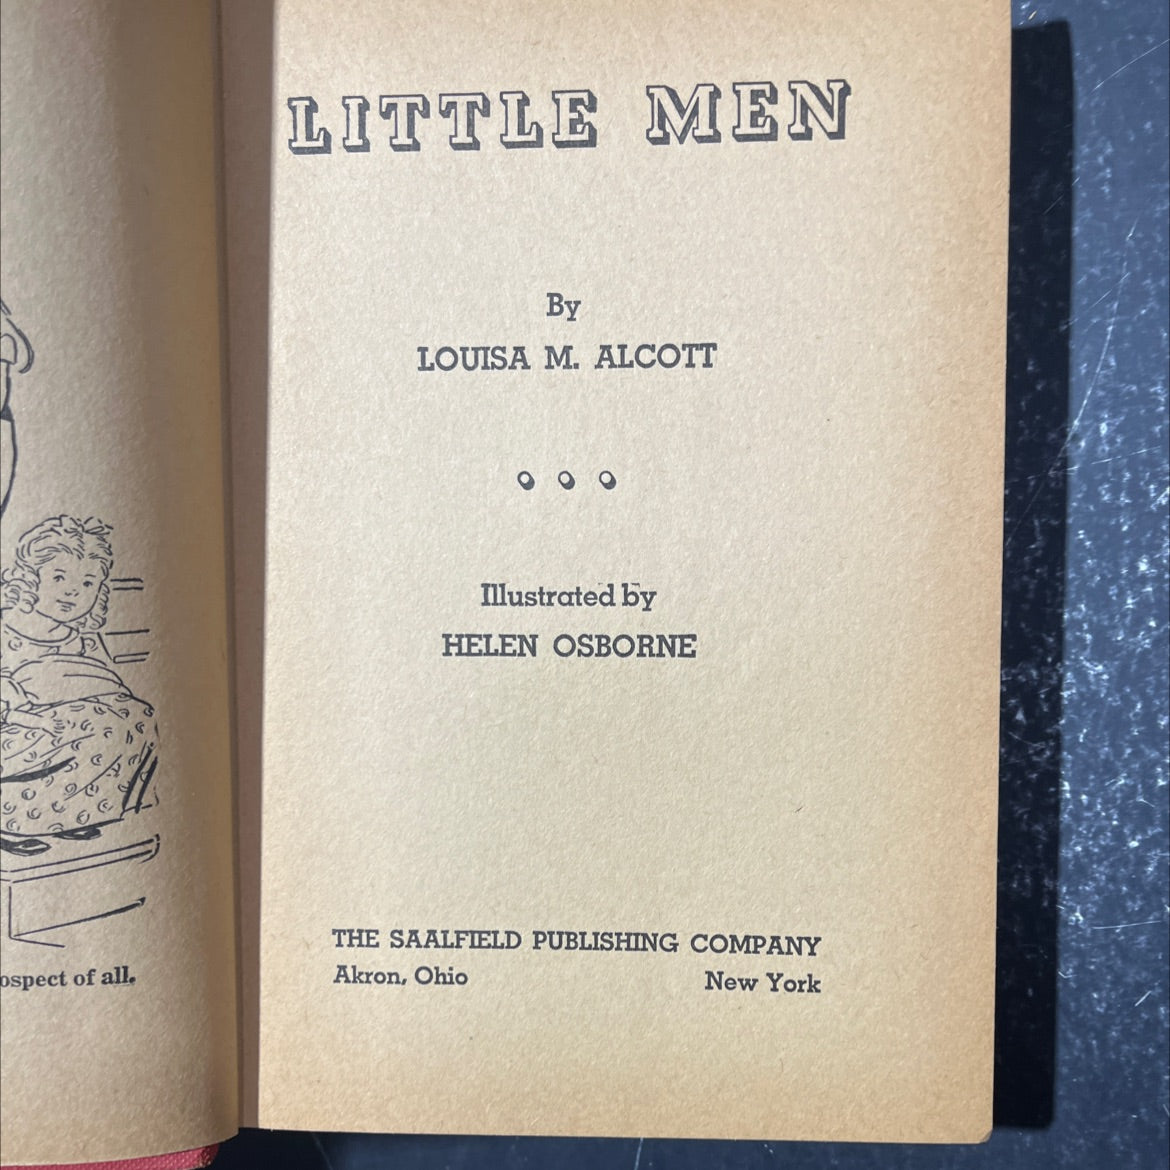 LITTLE MEN
By
LOUISA M. ALCOTT
Illustrated by
HELEN OSBORNE
THE SAALFIELD PUBLISHING COMPANY
Akron, Ohio New York
of all.